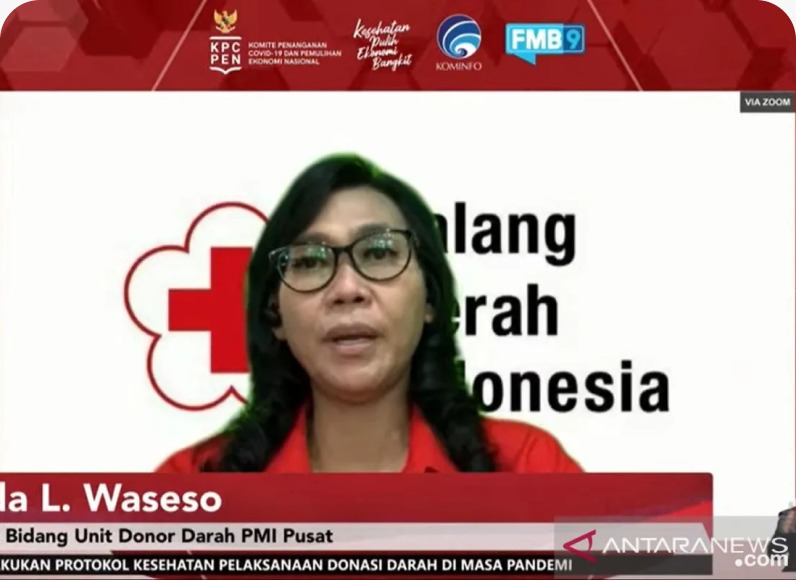 KPC
PEN
KOMITE PENANGANAN
COVID-19 DAN PEMULIHAN
EKONOMI NASIONAL
Kesehatan
Pulih
Ekonomi
Bangkit
KOMINFO
FMB9
VIA ZOOM
alang
erah
donesia
la L. Waseso
Bidang Unit Donor Darah PMI Pusat
KUKAN PROTOKOL KESEHATAN PELAKSANAAN DONASI DARAH DI MASA PANDEMI
ANTARANEWS
.com